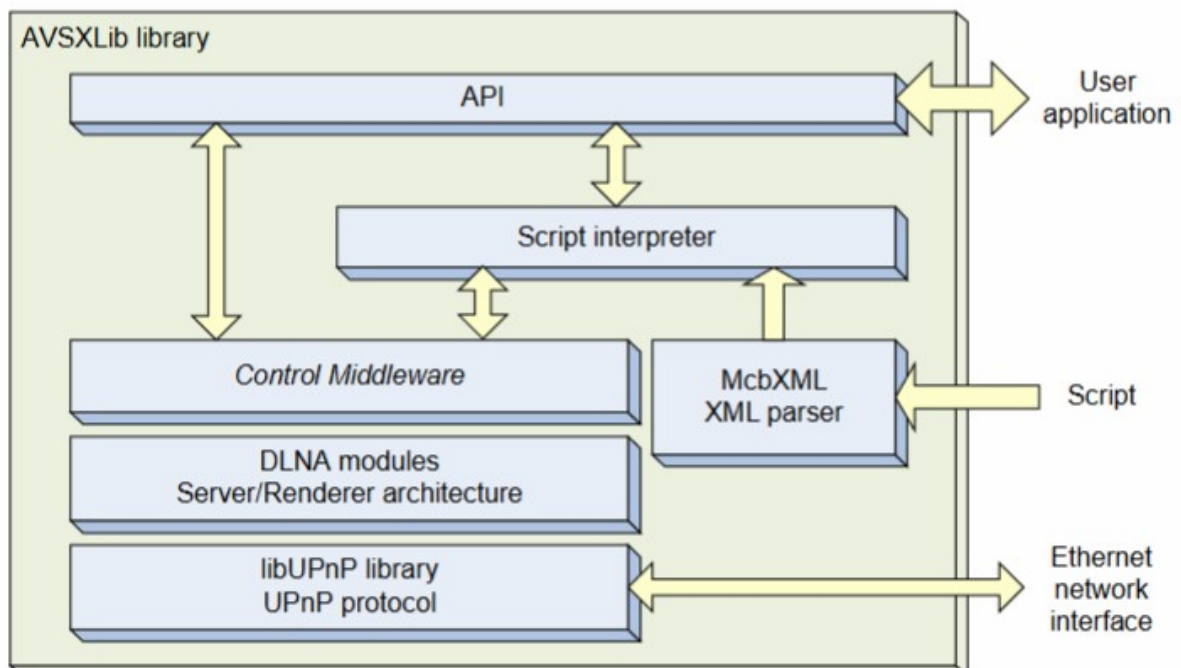 AVSXLib library
API
User
application
Script interpreter
Control Middleware
McbXML
XML parser
Script
DLNA modules
Server/Renderer architecture
libUPnP library
UPnP protocol
Ethernet
network
interface